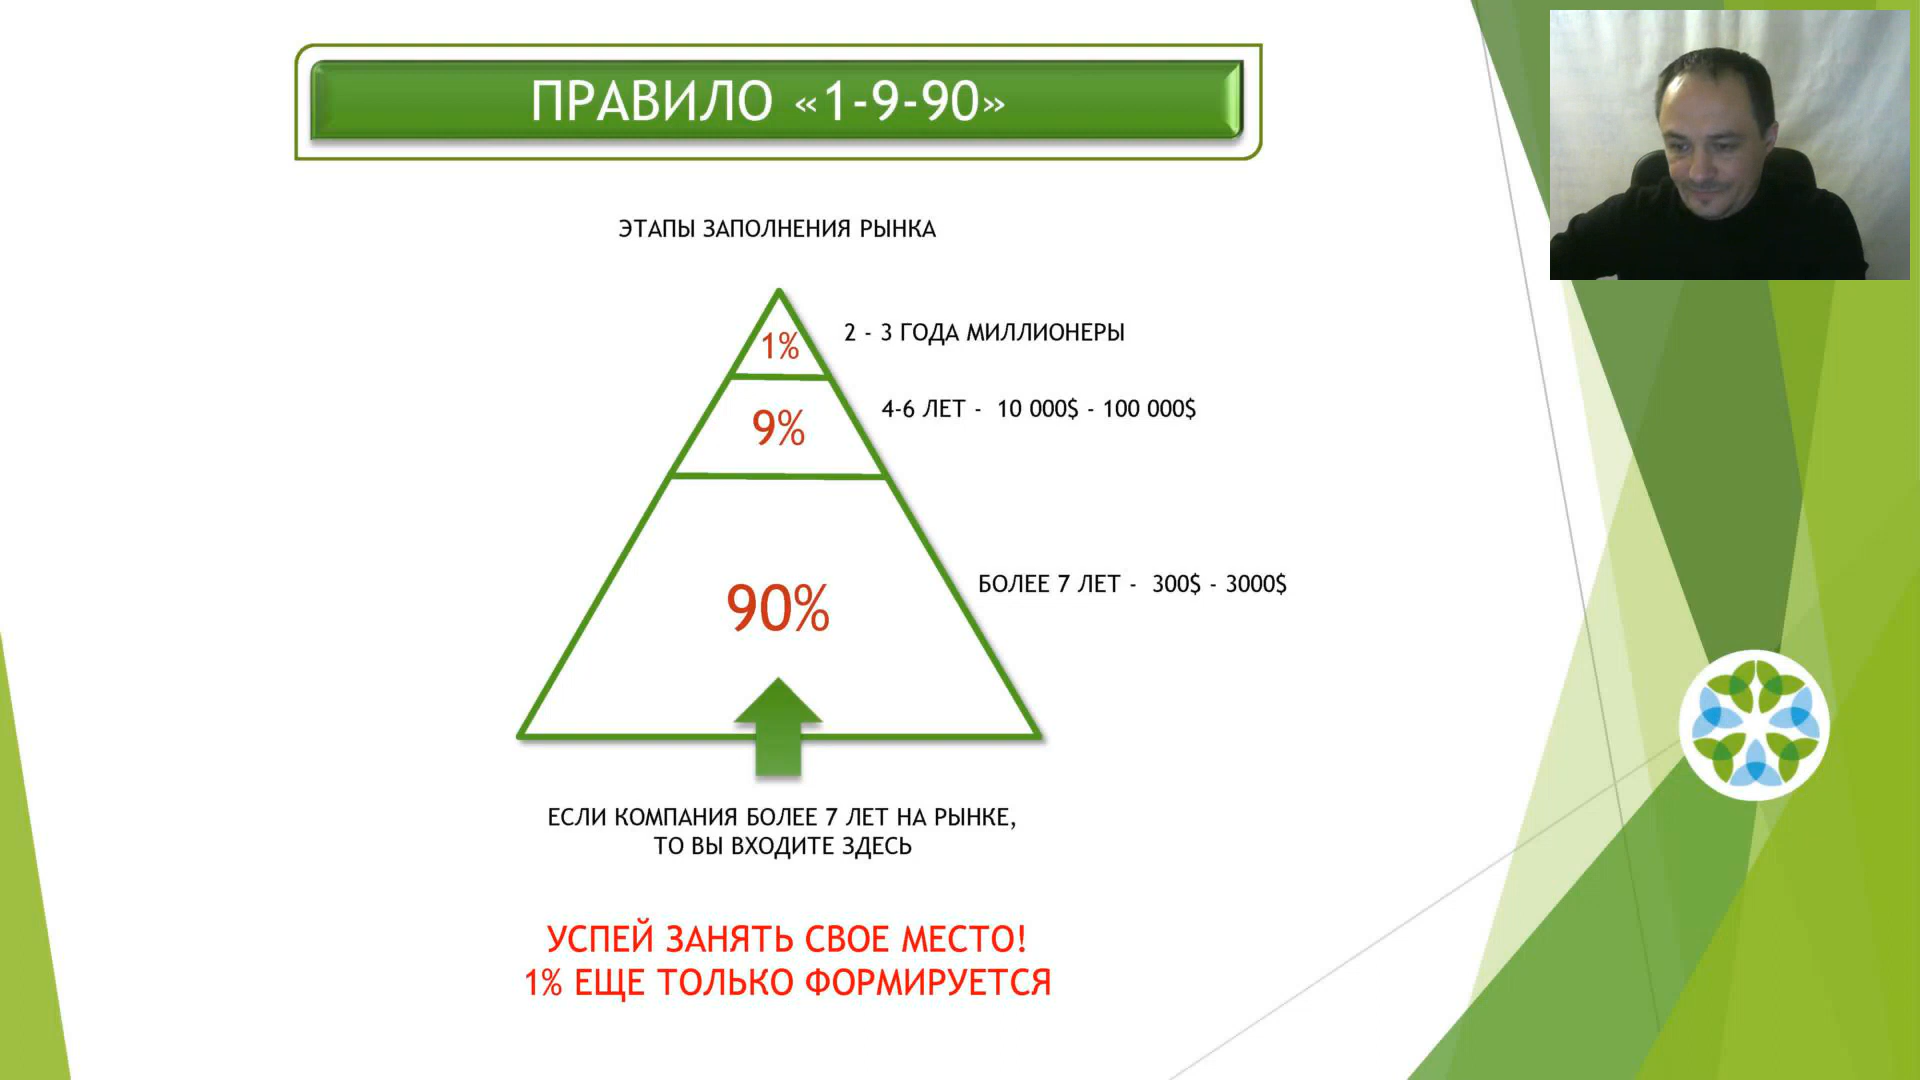 ПРАВИЛО «1-9-90»
ЭТАПЫ ЗАПОЛНЕНИЯ РЫНКА
1%
2 - 3 ГОДА МИЛЛИОНЕРЫ
9%
4-6 ЛЕТ - 10 000$ - 100 000$
90%
БОЛЕЕ 7 ЛЕТ - 300$ - 3000$
ЕСЛИ КОМПАНИЯ БОЛЕЕ 7 ЛЕТ НА РЫНКЕ,
ТО ВЫ ВХОДИТЕ ЗДЕСЬ
УСПЕЙ ЗАНЯТЬ СВОЕ МЕСТО!
1% ЕЩЕ ТОЛЬКО ФОРМИРУЕТСЯ